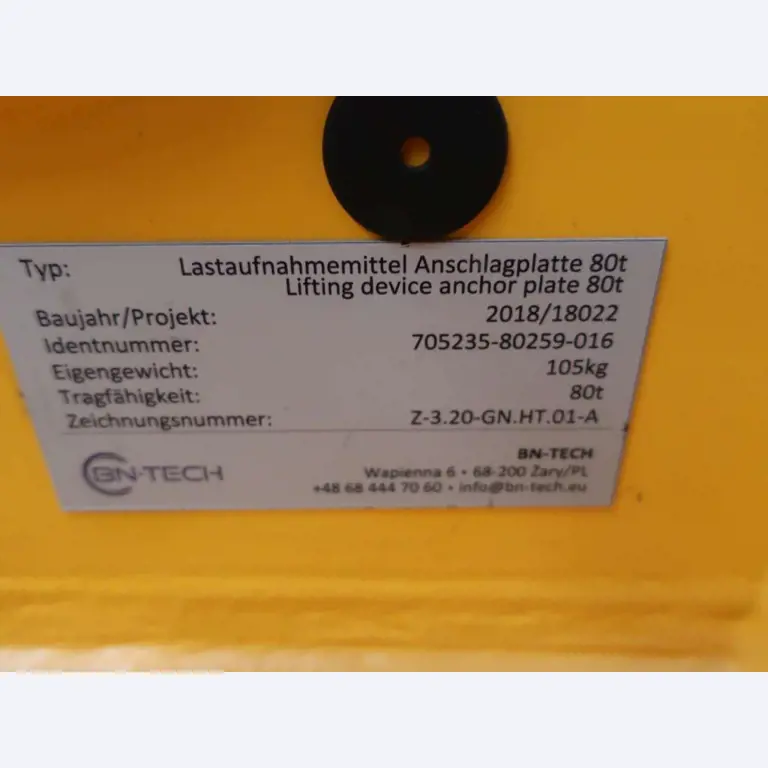 Typ: Lastaufnahmemittel Anschlagplatte 80t
Lifting device anchor plate 80t
Baujahr/Projekt: 2018/18022
Identnummer: 705235-80259-016
Eigengewicht: 105kg
Tragfähigkeit: 80t
Zeichnungsnummer: Z-3.20-GN.HT.01-A
BN-TECH
BN-TECH
Wapienna 6 • 68-200 Żary/PL
+48 68 444 70 60 • info@bn-tech.eu